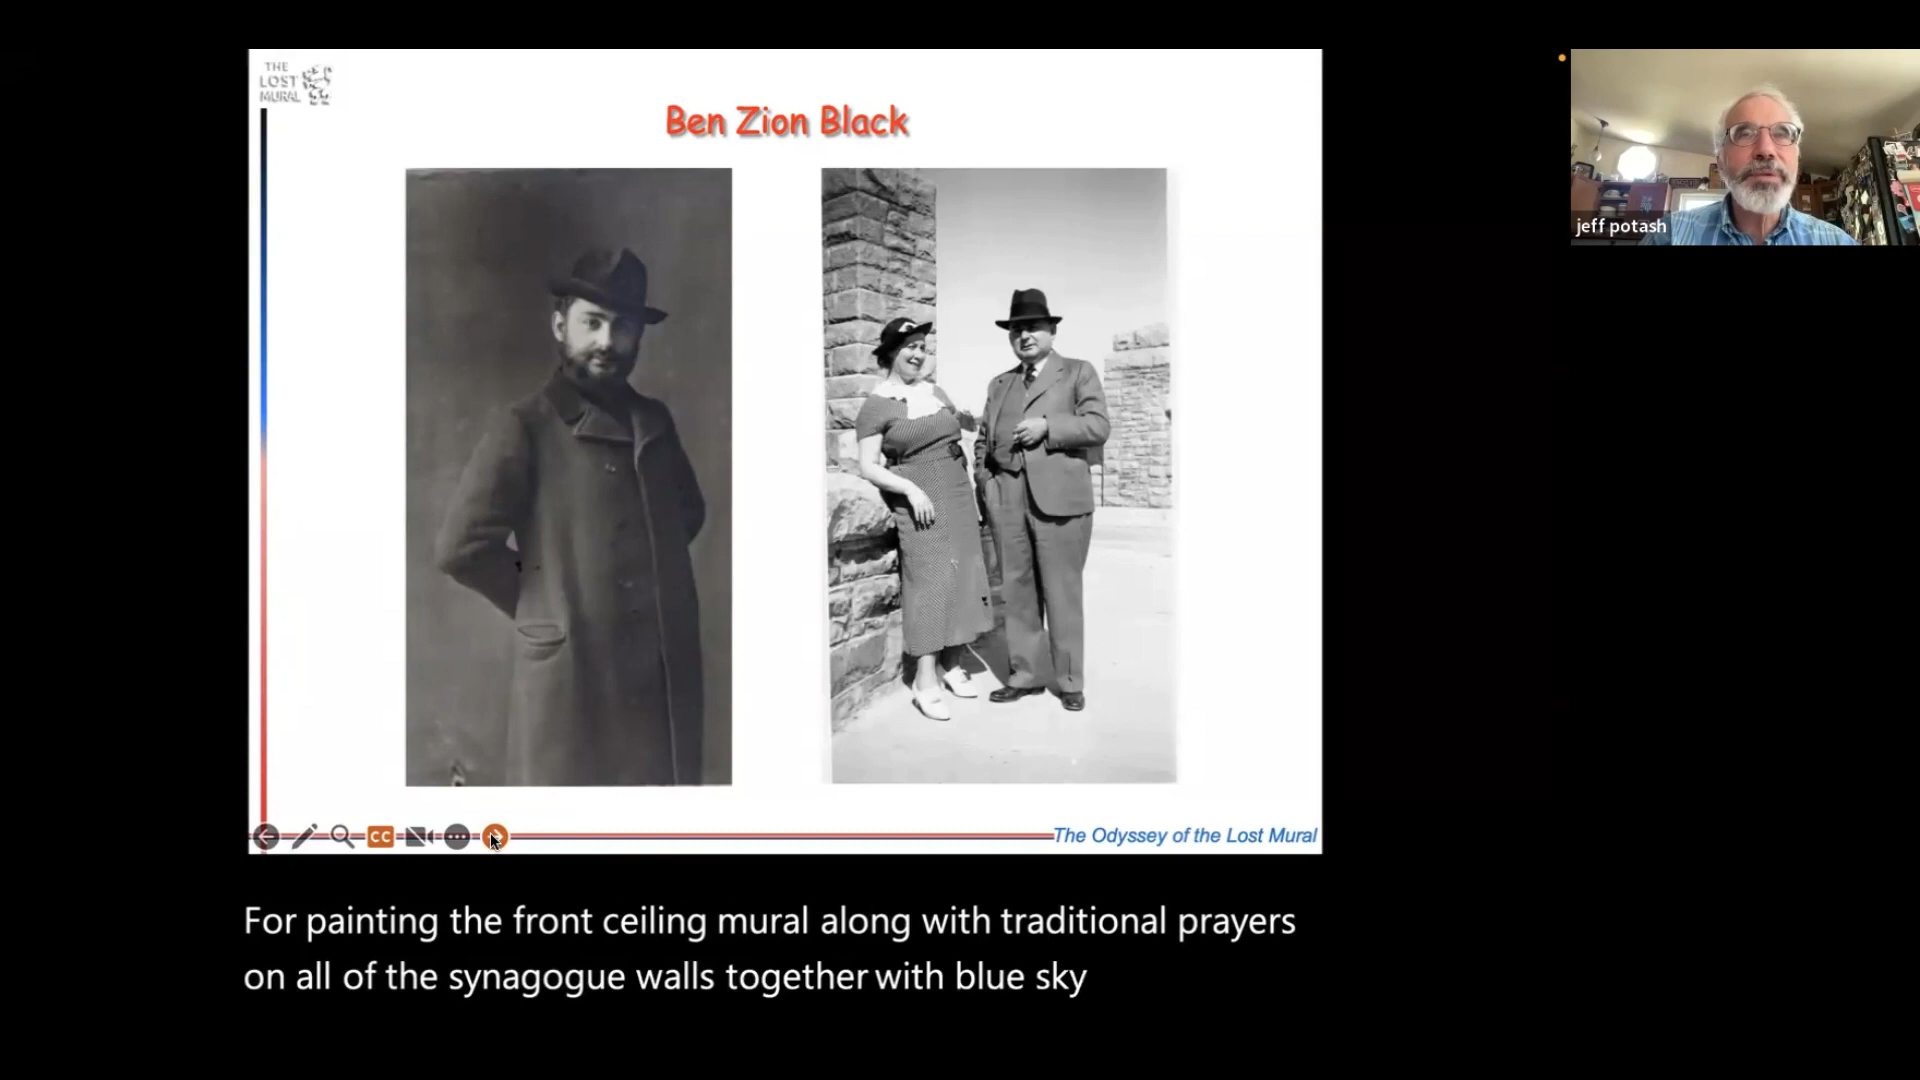 THE
LOST
MURAL
Ben Zion Black
jeff potash
CC
The Odyssey of the Lost Mural
For painting the front ceiling mural along with traditional prayers
on all of the synagogue walls together with blue sky